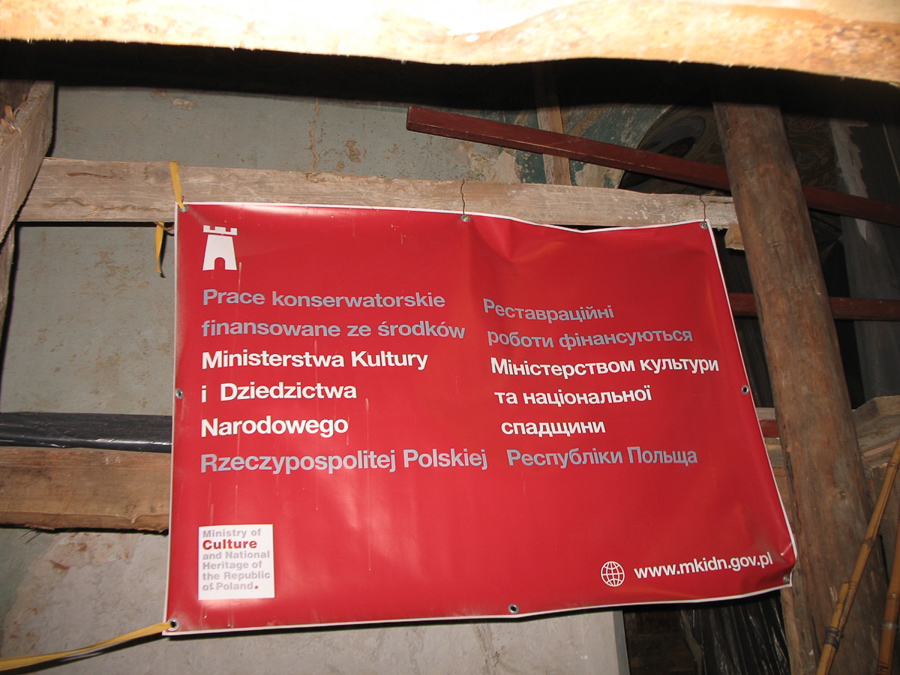 Prace konserwatorskie
finansowane ze środków
Ministerstwa Kultury
i Dziedzictwa
Narodowego
Rzeczypospolitej Polskiej
Реставраційні
роботи фінансуються
Міністерством культури
та національної
спадщини
Республіки Польща
Ministry of
Culture
and National
Heritage of
the Republic
of Poland.
www.mkidn.gov.pl